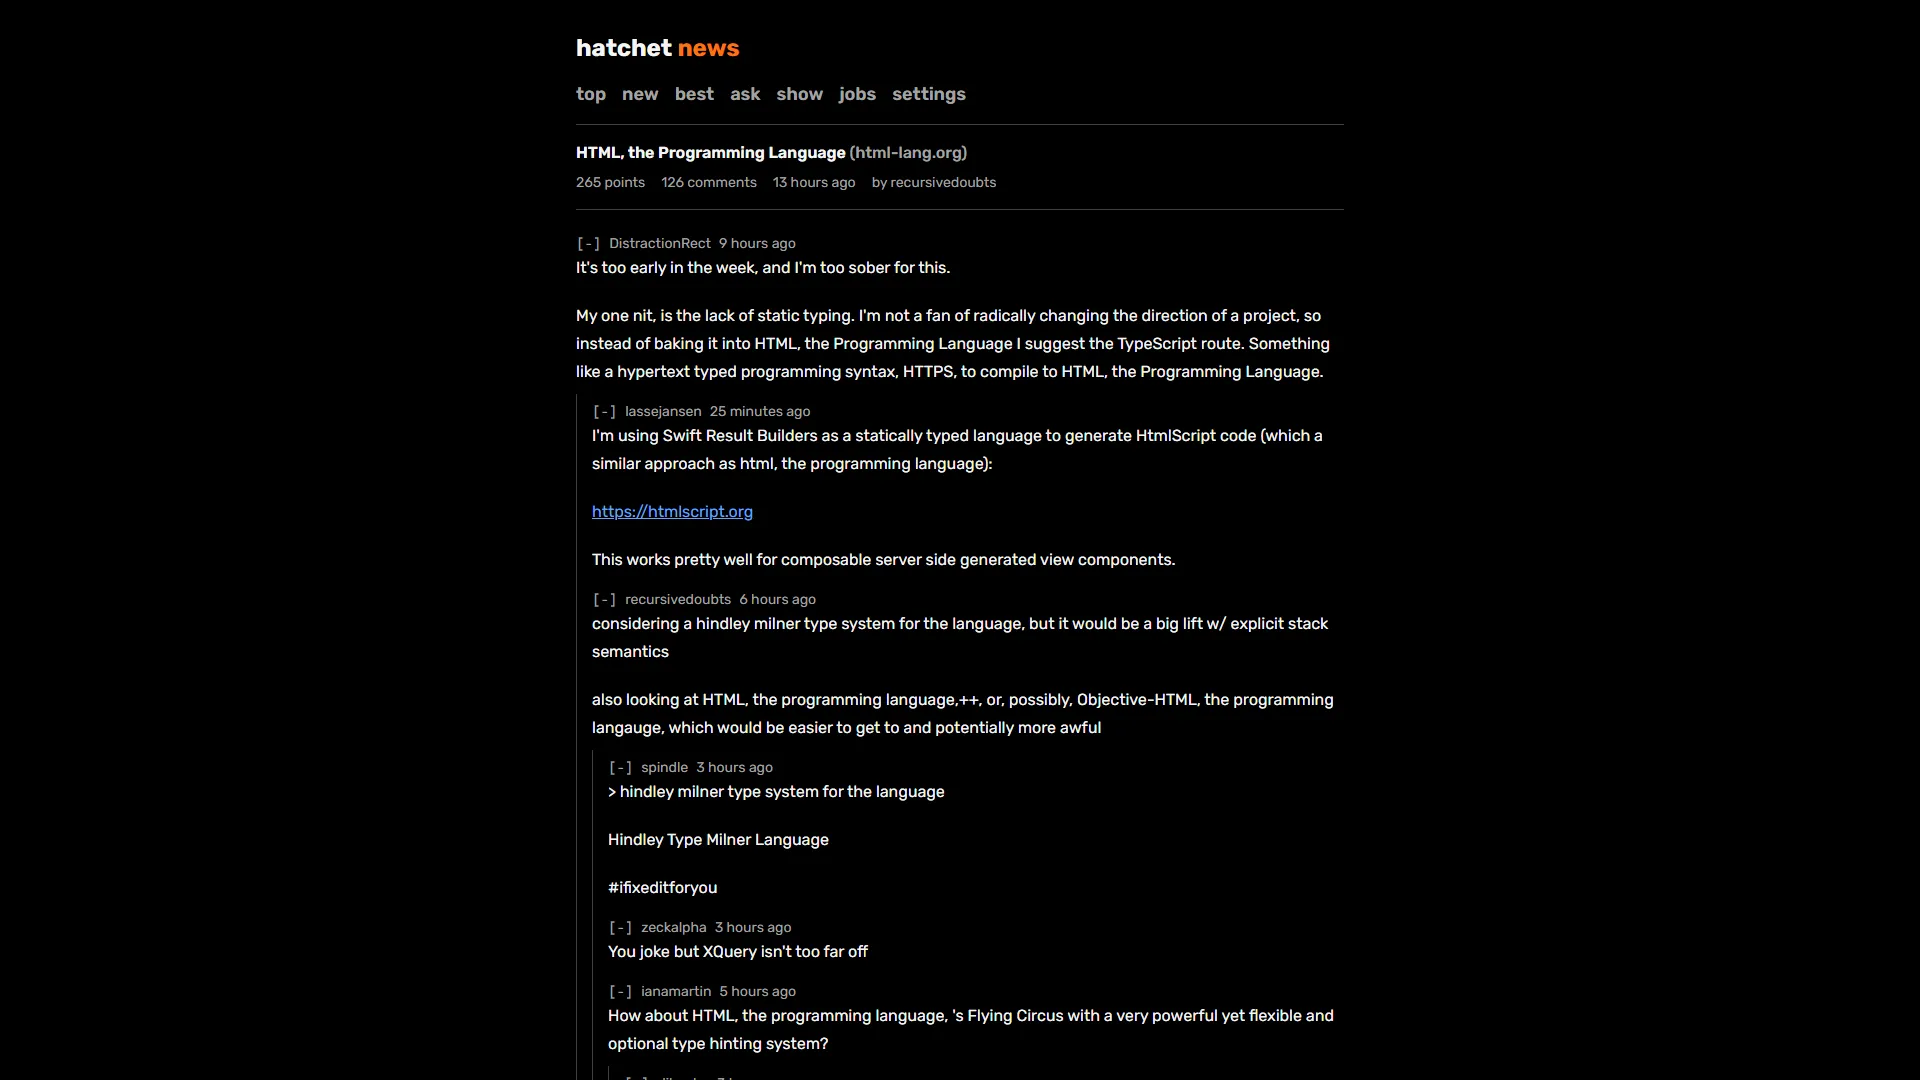 hatchet news
top new best ask show jobs settings
HTML, the Programming Language (html-lang.org)
265 points 126 comments 13 hours ago by recursivedoubts
[-] DistractionRect 9 hours ago
It's too early in the week, and I'm too sober for this.
My one nit, is the lack of static typing. I'm not a fan of radically changing the direction of a project, so
instead of baking it into HTML, the Programming Language I suggest the TypeScript route. Something
like a hypertext typed programming syntax, HTTPS, to compile to HTML, the Programming Language.
[-] lassejansen 25 minutes ago
I'm using Swift Result Builders as a statically typed language to generate HtmlScript code (which a
similar approach as html, the programming language):
https://htmlscript.org
This works pretty well for composable server side generated view components.
[-] recursivedoubts 6 hours ago
considering a hindley milner type system for the language, but it would be a big lift w/ explicit stack
semantics
also looking at HTML, the programming language,++, or, possibly, Objective-HTML, the programming
langauge, which would be easier to get to and potentially more awful
[-] spindle 3 hours ago
> hindley milner type system for the language
Hindley Type Milner Language
#ifixeditforyou
[-] zeckalpha 3 hours ago
You joke but XQuery isn't too far off
[-] ianamartin 5 hours ago
How about HTML, the programming language, 's Flying Circus with a very powerful yet flexible and
optional type hinting system?